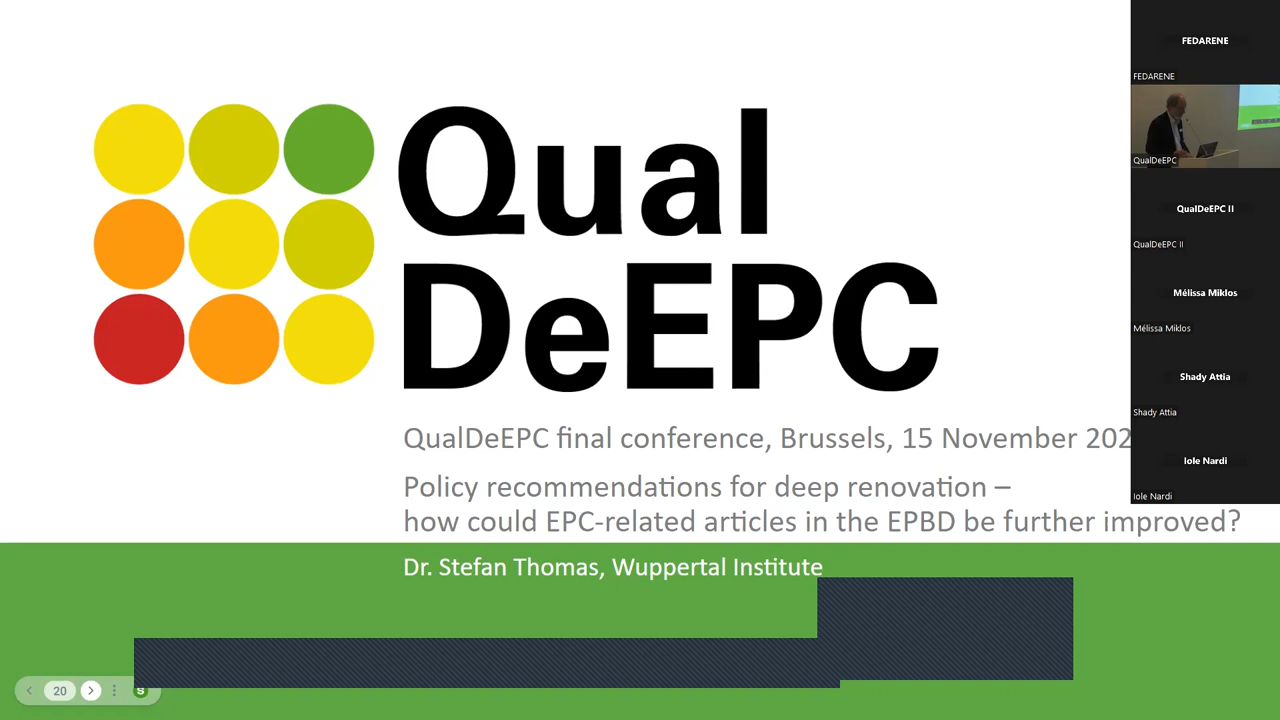 Qual
DeEPC
QualDeEPC final conference, Brussels, 15 November 202
Policy recommendations for deep renovation –
how could EPC-related articles in the EPBD be further improved?
Dr. Stefan Thomas, Wuppertal Institute
20
S
FEDARENE
FEDARENE
QualDeEPC
QualDeEPC II
QualDeEPC II
Mélissa Miklos
Mélissa Miklos
Shady Attia
Shady Attia
Iole Nardi
Iole Nardi